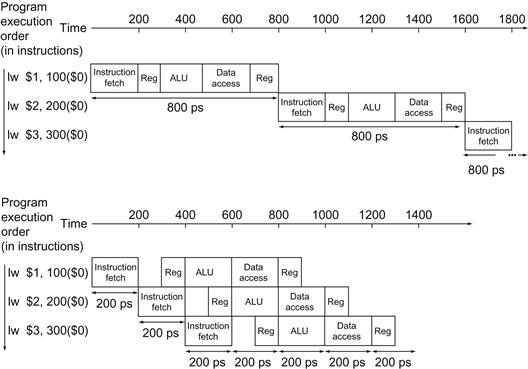 Program
execution
order
(in instructions)
Time
200 400 600 800 1000 1200 1400 1600 1800
lw $1, 100($0)
Instruction fetch
Reg
ALU
Data access
Reg
lw $2, 200($0)
800 ps
Instruction fetch
Reg
ALU
Data access
Reg
lw $3, 300($0)
800 ps
Instruction fetch
800 ps
...
Program
execution
order
(in instructions)
Time
200 400 600 800 1000 1200 1400
lw $1, 100($0)
Instruction fetch
Reg
ALU
Data access
Reg
lw $2, 200($0)
200 ps
Instruction fetch
Reg
ALU
Data access
Reg
lw $3, 300($0)
200 ps
Instruction fetch
Reg
ALU
Data access
Reg
200 ps 200 ps 200 ps 200 ps 200 ps